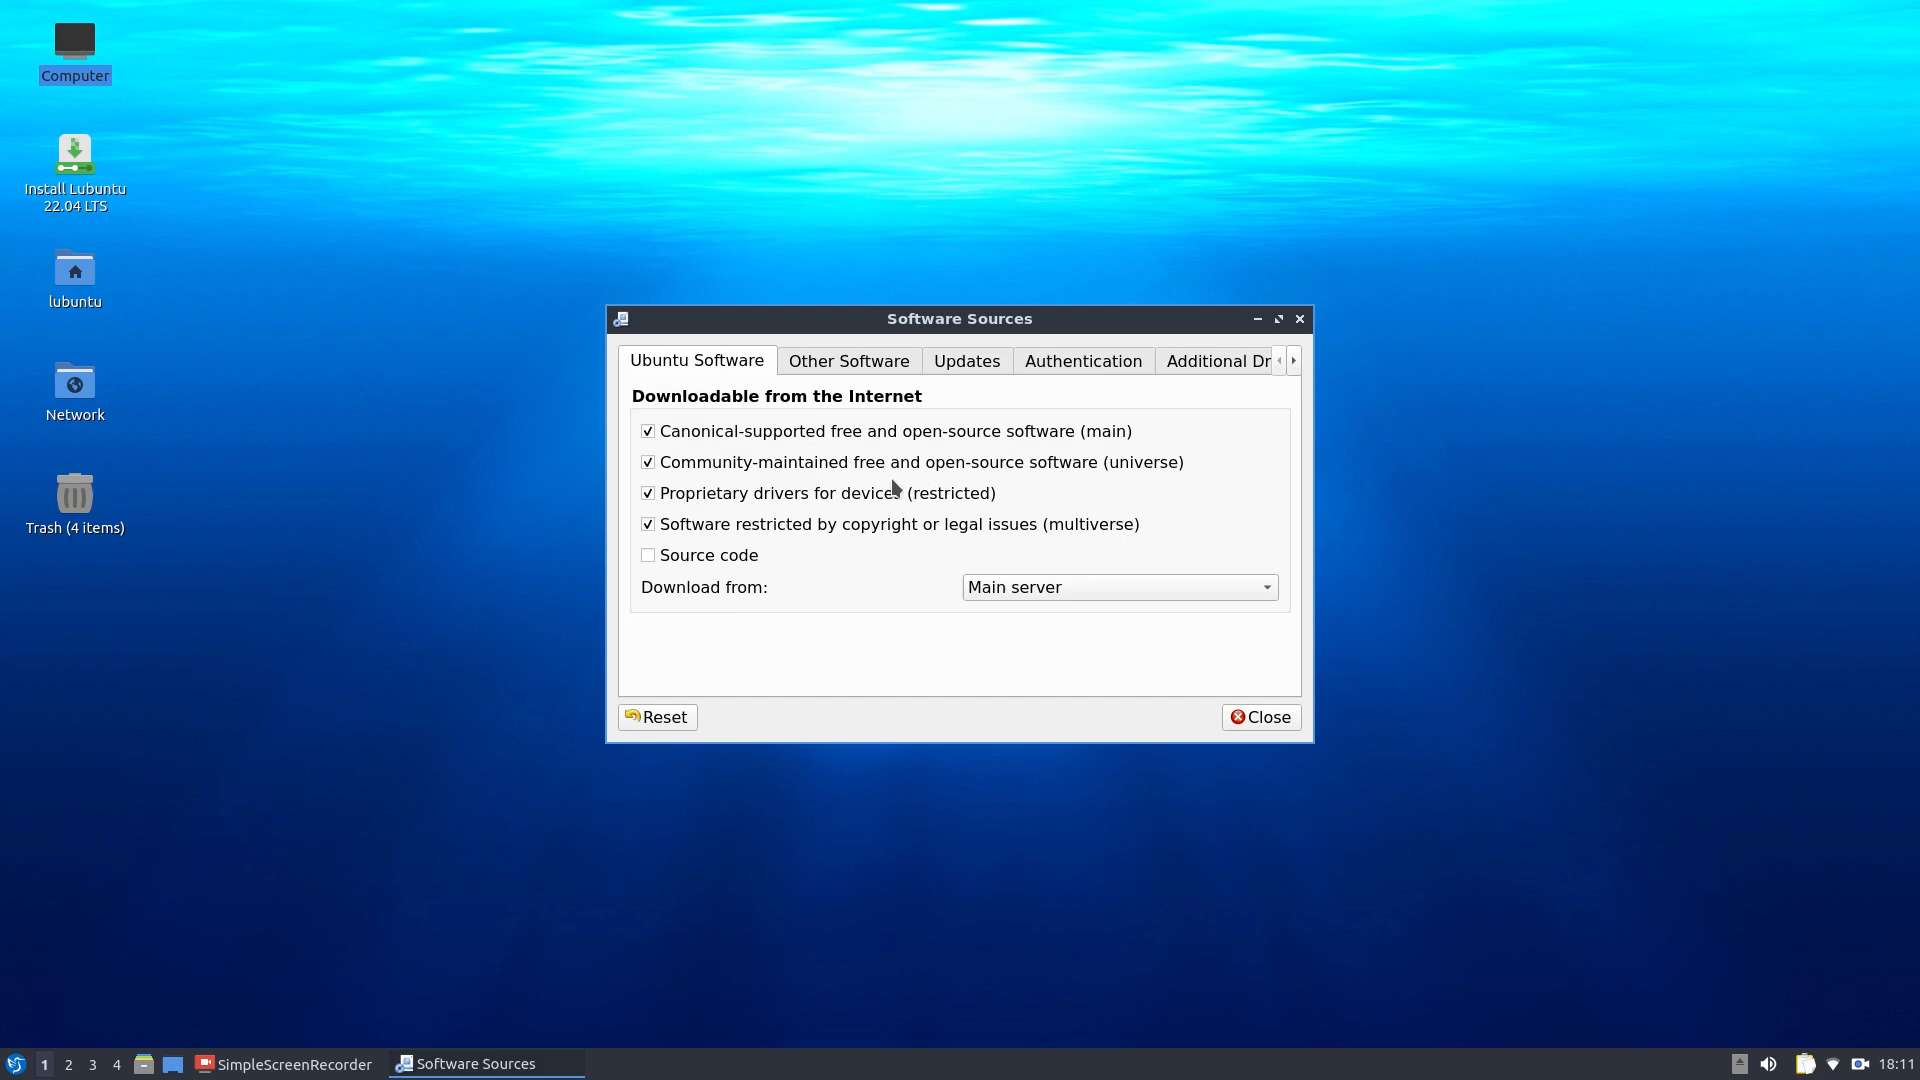 Computer
Install Lubuntu
22.04 LTS
lubuntu
Network
Trash (4 items)
Software Sources
Ubuntu Software
Other Software
Updates
Authentication
Additional Dr
Downloadable from the Internet
Canonical-supported free and open-source software (main)
Community-maintained free and open-source software (universe)
Proprietary drivers for devices (restricted)
Software restricted by copyright or legal issues (multiverse)
Source code
Download from:
Main server
Reset
Close
1
2
3
4
SimpleScreenRecorder
Software Sources
18:11